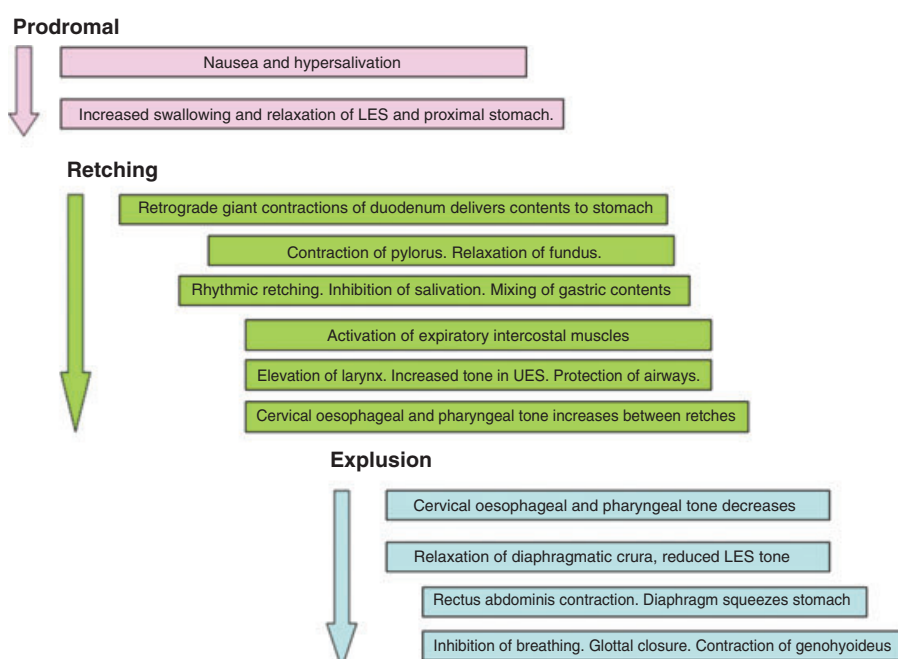 Prodromal
Nausea and hypersalivation
Increased swallowing and relaxation of LES and proximal stomach.
Retching
Retrograde giant contractions of duodenum delivers contents to stomach
Contraction of pylorus. Relaxation of fundus.
Rhythmic retching. Inhibition of salivation. Mixing of gastric contents
Activation of expiratory intercostal muscles
Elevation of larynx. Increased tone in UES. Protection of airways.
Cervical oesophageal and pharyngeal tone increases between retches
Explusion
Cervical oesophageal and pharyngeal tone decreases
Relaxation of diaphragmatic crura, reduced LES tone
Rectus abdominis contraction. Diaphragm squeezes stomach
Inhibition of breathing. Glottal closure. Contraction of genohyoideus